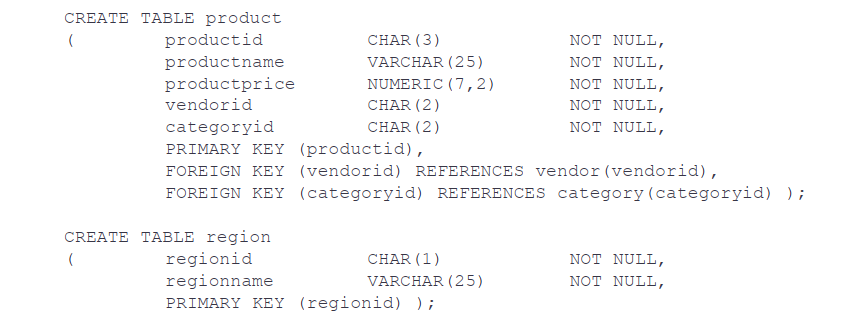 CREATE TABLE product
( productid CHAR(3) NOT NULL,
productname VARCHAR(25) NOT NULL,
productprice NUMERIC(7,2) NOT NULL,
vendorid CHAR(2) NOT NULL,
categoryid CHAR(2) NOT NULL,
PRIMARY KEY (productid),
FOREIGN KEY (vendorid) REFERENCES vendor(vendorid),
FOREIGN KEY (categoryid) REFERENCES category(categoryid) );
CREATE TABLE region
( regionid CHAR(1) NOT NULL,
regionname VARCHAR(25) NOT NULL,
PRIMARY KEY (regionid) );